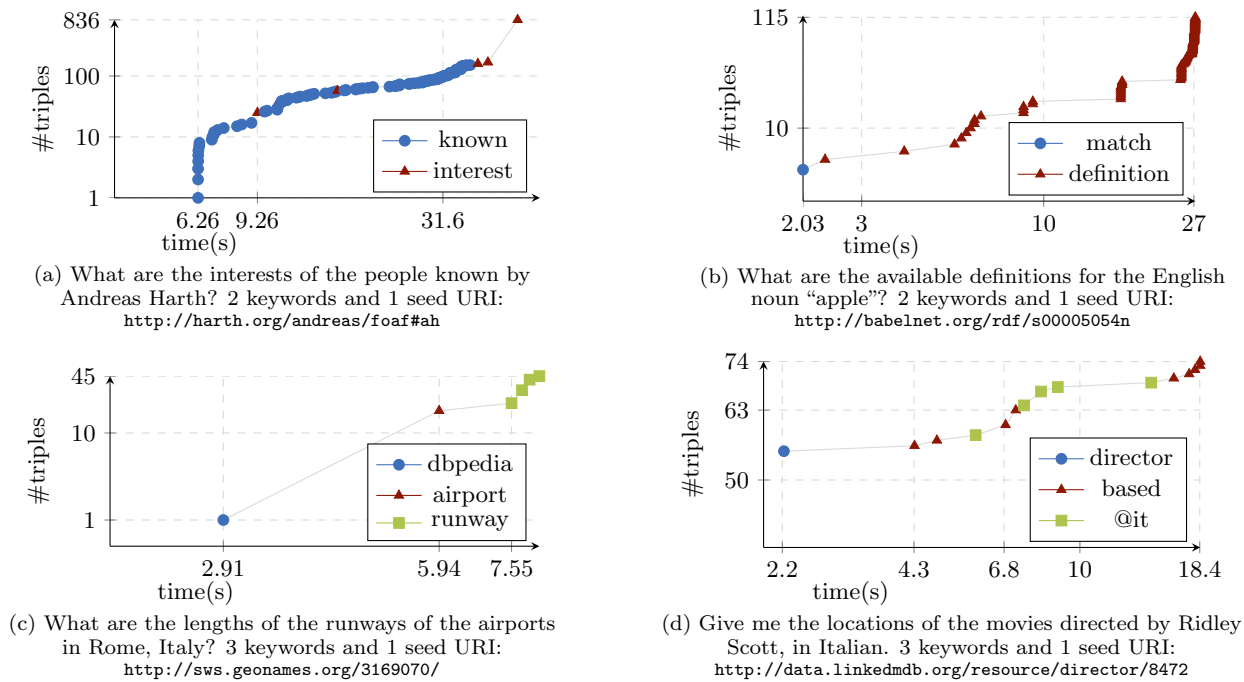 836
100
10
1
#triples
known
interest
6.26
9.26
31.6
time(s)
(a) What are the interests of the people known by
Andreas Harth? 2 keywords and 1 seed URI:
http://harth.org/andreas/foaf#ah
115
10
#triples
match
definition
2.03
3
10
27
time(s)
(b) What are the available definitions for the English
noun “apple”? 2 keywords and 1 seed URI:
http://babelnet.org/rdf/s00005054n
45
10
1
#triples
dbpedia
airport
runway
2.91
5.94
7.55
time(s)
(c) What are the lengths of the runways of the airports
in Rome, Italy? 3 keywords and 1 seed URI:
http://sws.geonames.org/3169070/
74
63
50
#triples
director
based
@it
2.2
4.3
6.8
10
18.4
time(s)
(d) Give me the locations of the movies directed by Ridley
Scott, in Italian. 3 keywords and 1 seed URI:
http://data.linkedmdb.org/resource/director/8472